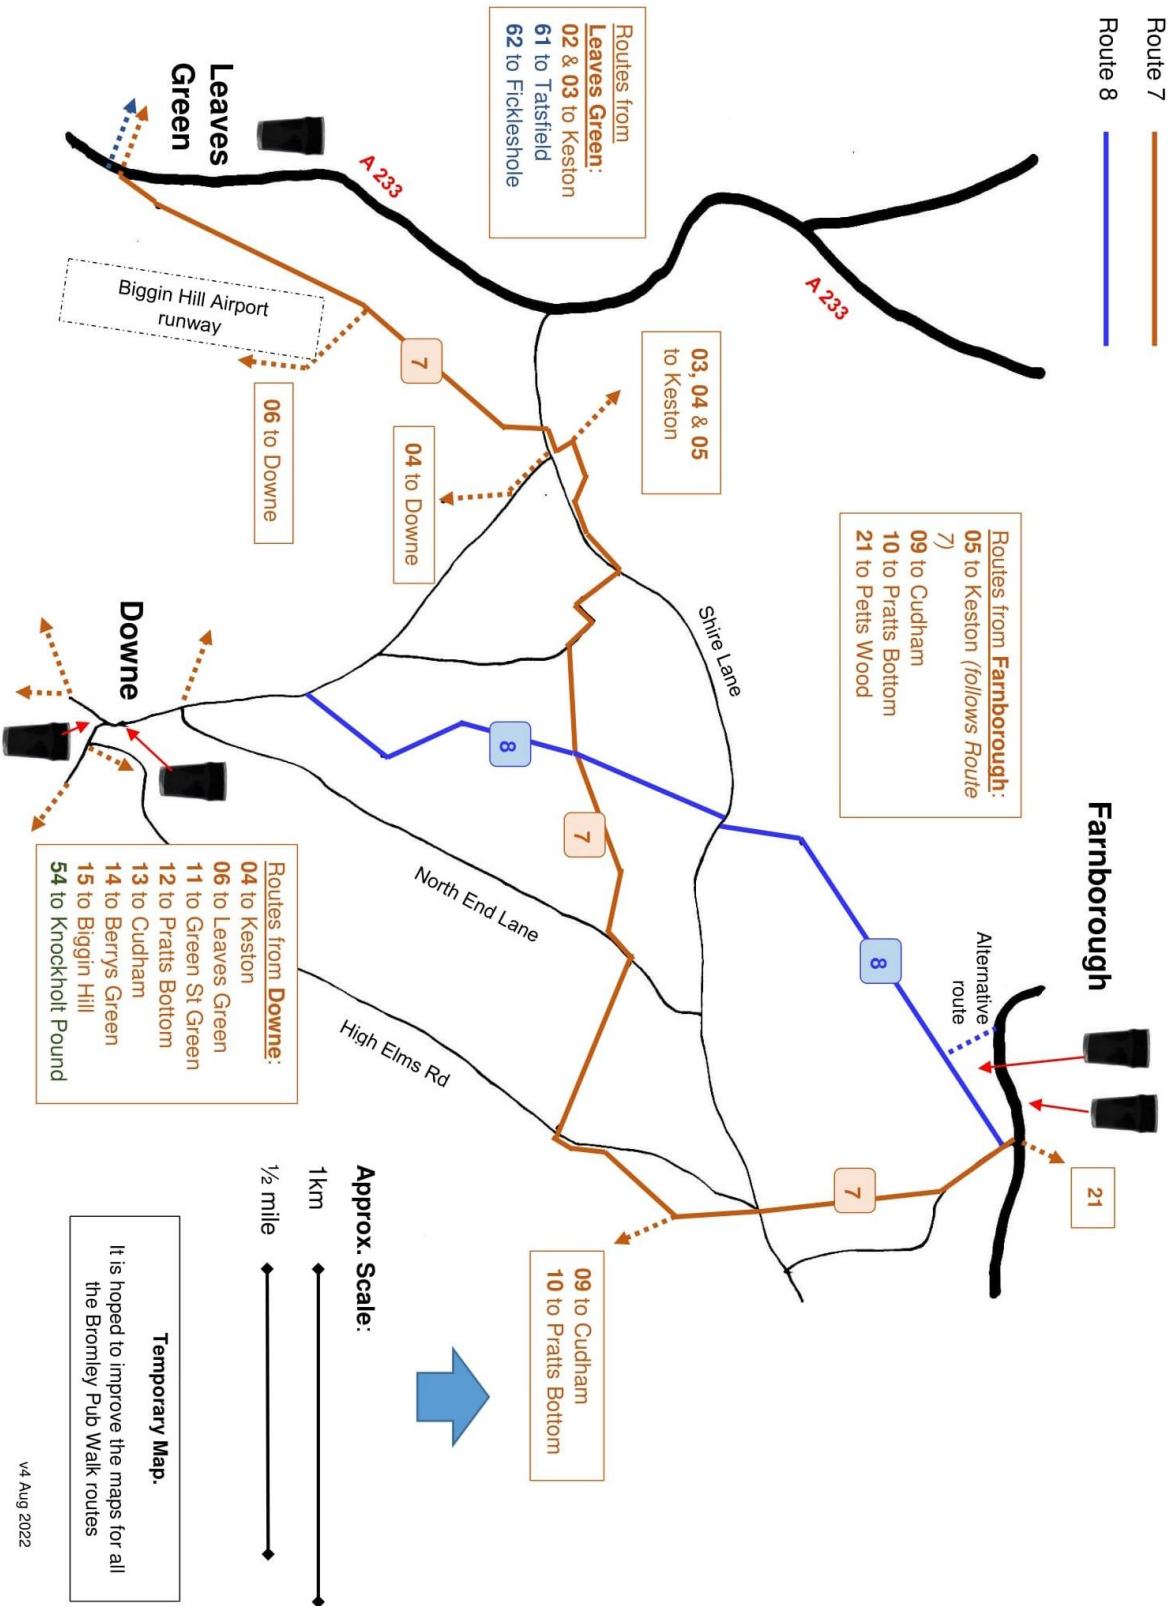 Route 7
Route 8
Routes from
Leaves Green:
02 & 03 to Keston
61 to Tatsfield
62 to Fickleshole
Leaves
Green
A 233
A 233
Biggin Hill Airport
runway
7
06 to Downe
04 to Downe
03, 04 & 05
to Keston
Routes from Farnborough:
05 to Keston (follows Route
7)
09 to Cudham
10 to Pratts Bottom
21 to Petts Wood
Shire Lane
Farnborough
Downe
8
7
North End Lane
8
Alternative
route
High Elms Rd
Routes from Downe:
04 to Keston
06 to Leaves Green
11 to Green St Green
12 to Pratts Bottom
13 to Cudham
14 to Berrys Green
15 to Biggin Hill
54 to Knockholt Pound
7
21
09 to Cudham
10 to Pratts Bottom
Approx. Scale:
1km
½ mile
Temporary Map.
It is hoped to improve the maps for all
the Bromley Pub Walk routes
v4 Aug 2022